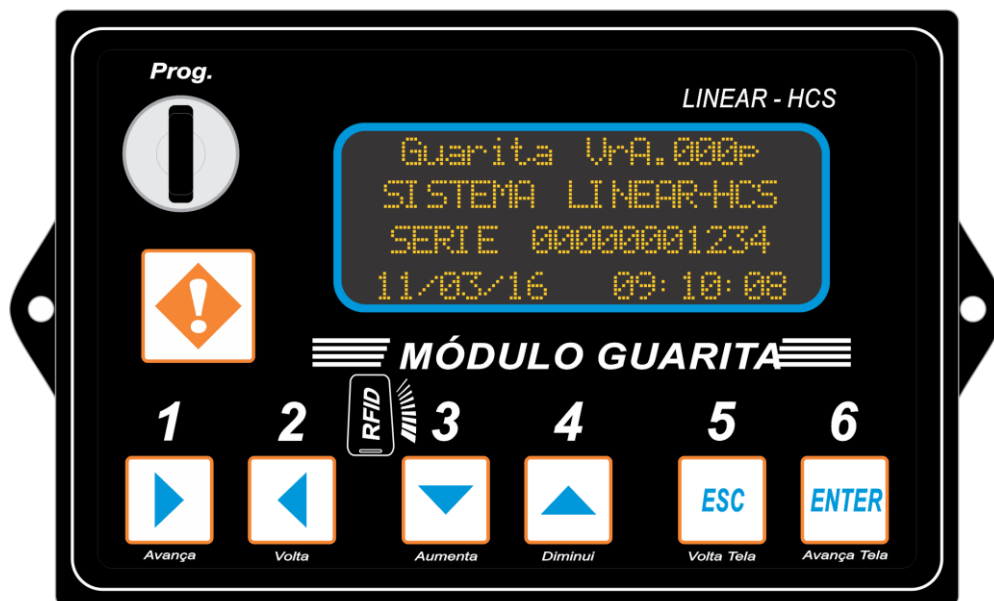 Prog.
LINEAR - HCS
Guarita VrA.000r
SISTEMA LINEAR-HCS
SERIE 00000001234
11/03/16 09:10:08
!
MÓDULO GUARITA
RFID
1 2 3 4 5 6
ESC ENTER
Avança Volta Aumenta Diminui Volta Tela Avança Tela